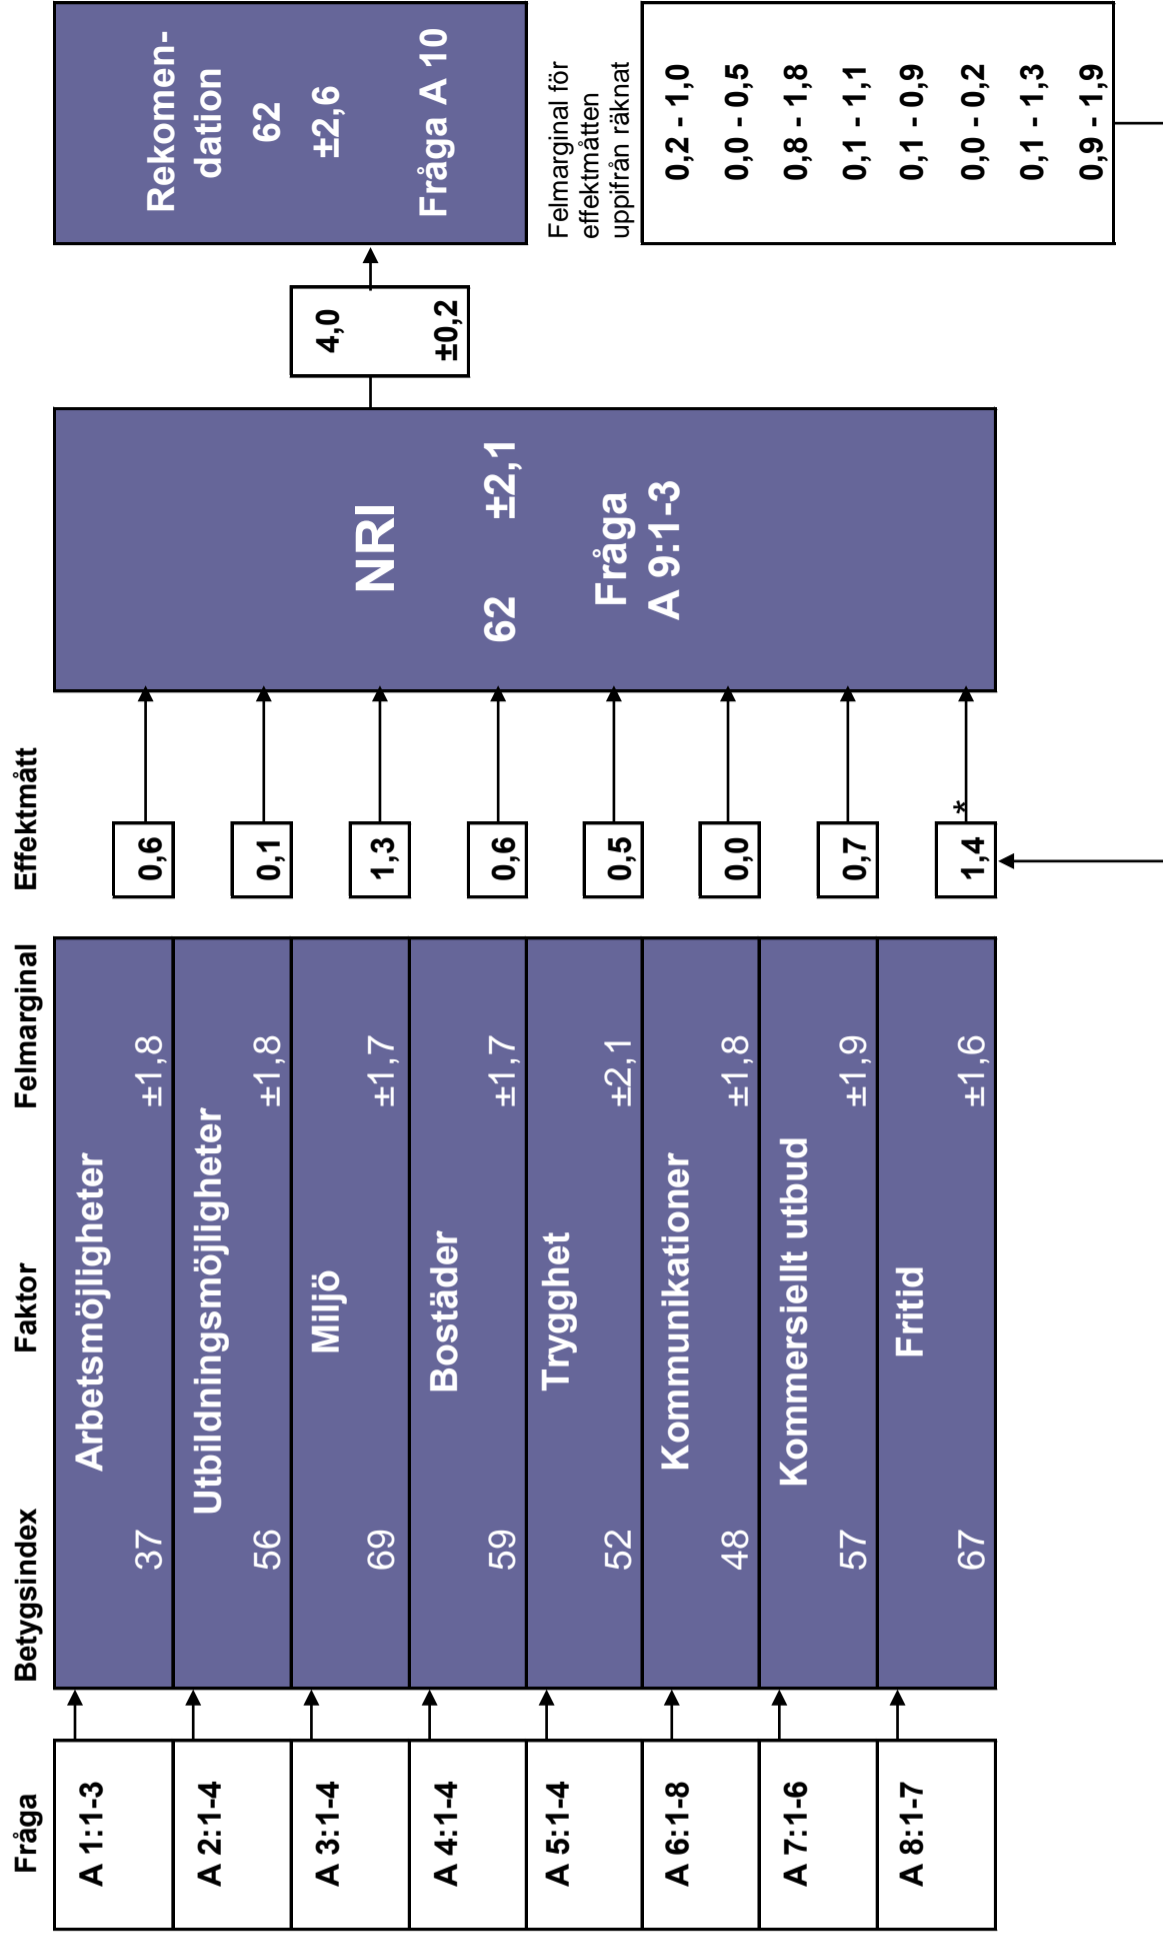 Fråga
Betygsindex
Faktor
Felmarginal
Effektmått
A 1:1-3
Arbetsmöjligheter
37
±1,8
0,6
A 2:1-4
Utbildningsmöjligheter
56
±1,8
0,1
A 3:1-4
Miljö
69
±1,7
1,3
A 4:1-4
Bostäder
59
±1,7
0,6
A 5:1-4
Trygghet
52
±2,1
0,5
A 6:1-8
Kommunikationer
48
±1,8
0,0
A 7:1-6
Kommersiellt utbud
57
±1,9
0,7
A 8:1-7
Fritid
67
±1,6
1,4
*
NRI
62 ±2,1
Fråga
A 9:1-3
4,0
±0,2
Rekomen-
dation
62
±2,6
Fråga A 10
Felmarginal för
effektmåtten
uppifrån räknat
0,2 - 1,0
0,0 - 0,5
0,8 - 1,8
0,1 - 1,1
0,1 - 0,9
0,0 - 0,2
0,1 - 1,3
0,9 - 1,9